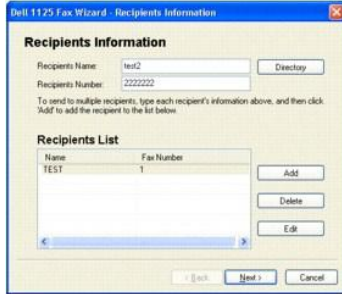 Dell 1125 Fax Wizard - Recipients Information
Recipients Information
Recipients Name: test2 Directory
Recipients Number: 2222222
To send to multiple recipients, type each recipient's information above, and then click
'Add' to add the recipient to the list below.
Recipients List
Name Fax Number
TEST 1
Add
Delete
Edit
< Back Next > Cancel